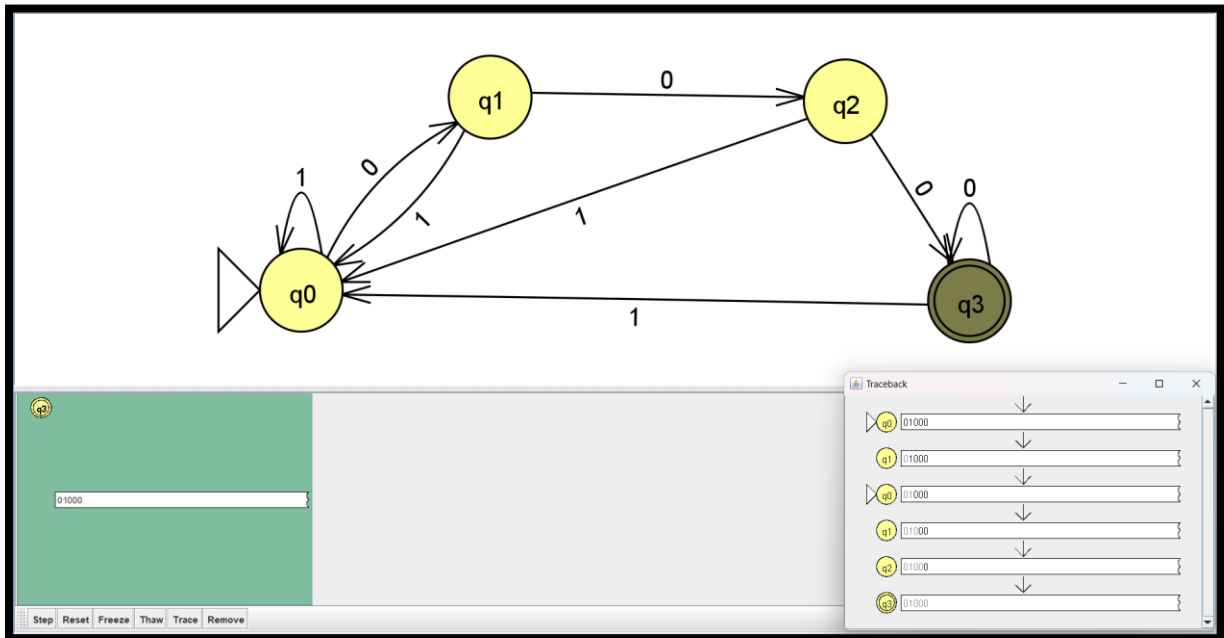 0
q1
q2
0
0
0
1
1
1
q0
q3
1
Traceback
q3
01000
q0 01000
q1 01000
q0 01000
q1 01000
q2 01000
q3 01000
Step Reset Freeze Thaw Trace Remove